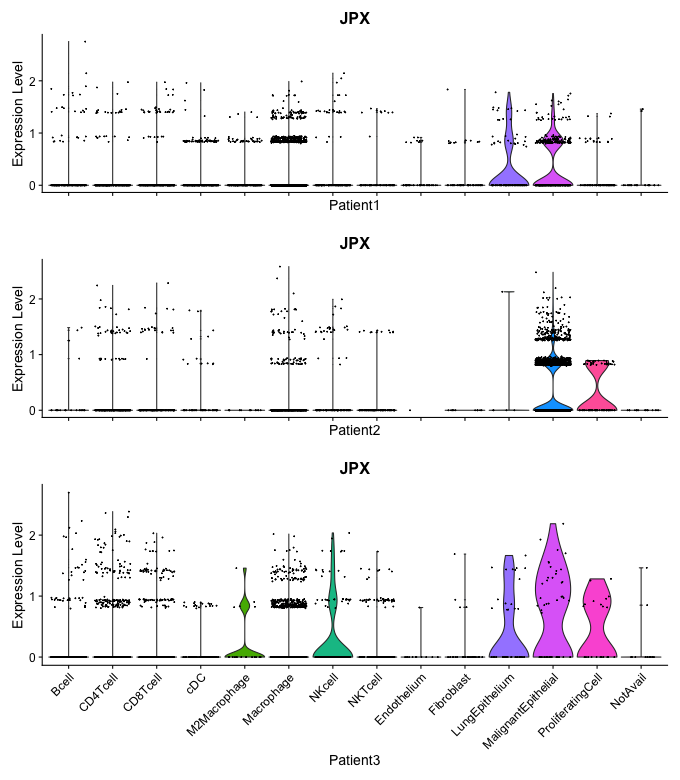 JPX
Expression Level
2
1
0
Patient1
JPX
Expression Level
2
1
0
Patient2
JPX
Expression Level
2
1
0
Bcell
CD4Tcell
CD8Tcell
cDC
M2Macrophage
Macrophage
NKcell
NKTcell
Endothelium
Fibroblast
LungEpithelium
MalignantEpithelial
ProliferatingCell
NotAvail
Patient3